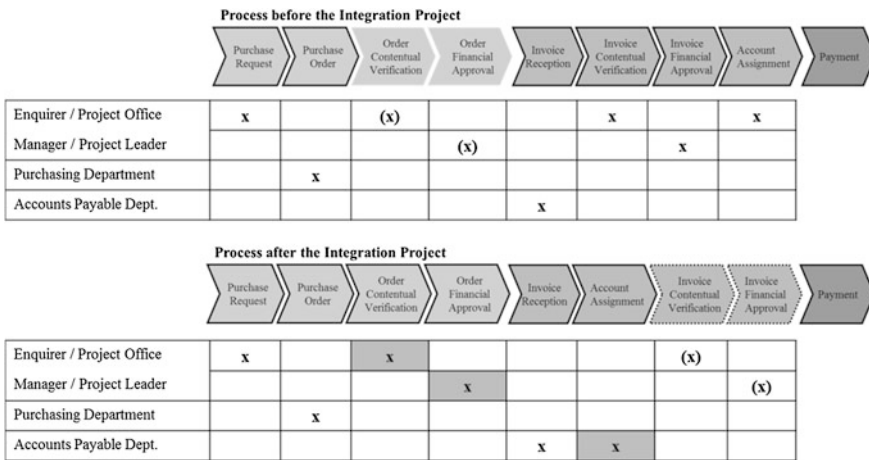 Process before the Integration Project
Purchase Request
Purchase Order
Order Contentual Verification
Order Financial Approval
Invoice Reception
Invoice Contentual Verification
Invoice Financial Approval
Account Assignment
Payment
Enquirer / Project Office x (x) x x
Manager / Project Leader (x) x
Purchasing Department x
Accounts Payable Dept. x
Process after the Integration Project
Purchase Request
Purchase Order
Order Contentual Verification
Order Financial Approval
Invoice Reception
Account Assignment
Invoice Contentual Verification
Invoice Financial Approval
Payment
Enquirer / Project Office x x (x)
Manager / Project Leader x (x)
Purchasing Department x
Accounts Payable Dept. x x